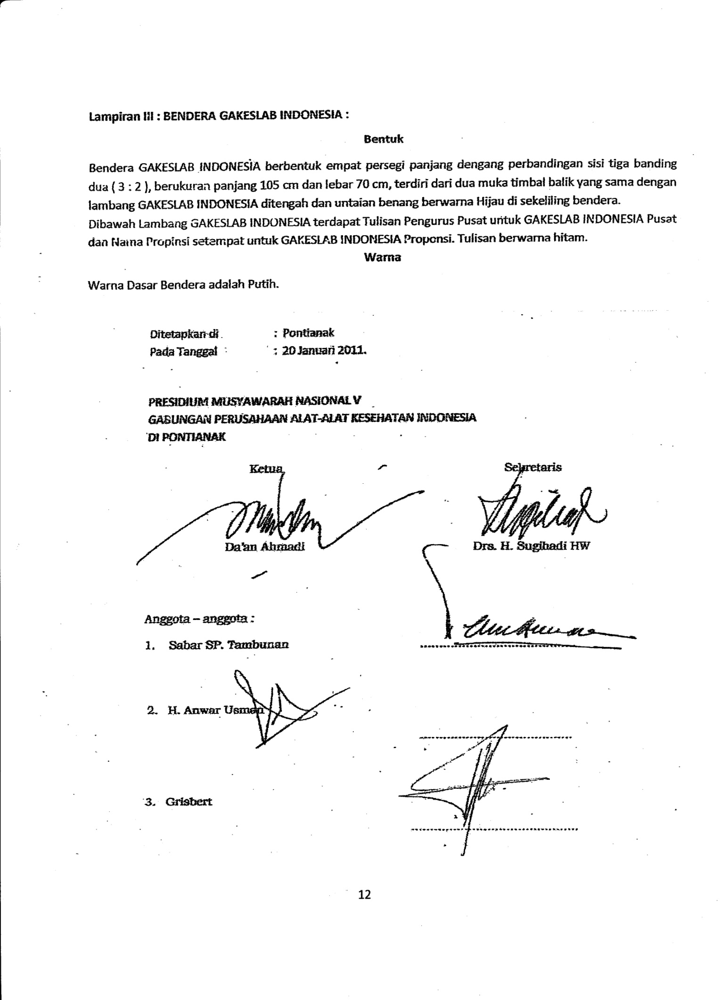 Lampiran III : BENDERA GAKESLAB INDONESIA :
Bentuk
Bendera GAKESLAB INDONESIA berbentuk empat persegi panjang dengang perbandingan sisi tiga banding
dua ( 3 : 2 ), berukuran panjang 105 cm dan lebar 70 cm, terdiri dari dua muka timbal balik yang sama dengan
lambang GAKESLAB INDONESIA ditengah dan untaian benang berwarna Hijau di sekeliling bendera.
Dibawah Lambang GAKESLAB INDONESIA terdapat Tulisan Pengurus Pusat untuk GAKESLAB INDONESIA Pusat
dan Nama Propinsi setempat untuk GAKESLAB INDONESIA Proponsi. Tulisan berwarna hitam.
Warna
Warna Dasar Bendera adalah Putih.
Ditetapkan di : Pontianak
Pada Tanggal : 20 Januari 2011.
PRESIDIUM MUSYAWARAH NASIONAL V
GABUNGAN PERUSAHAAN ALAT-ALAT KESEHATAN INDONESIA
DI PONTIANAK
Ketua Sekretaris
Da'an Ahmadi Drs. H. Sugihadi HW
Anggota – anggota :
1. Sabar SP. Tambunan
2. H. Anwar Usman
3. Grisbert
12